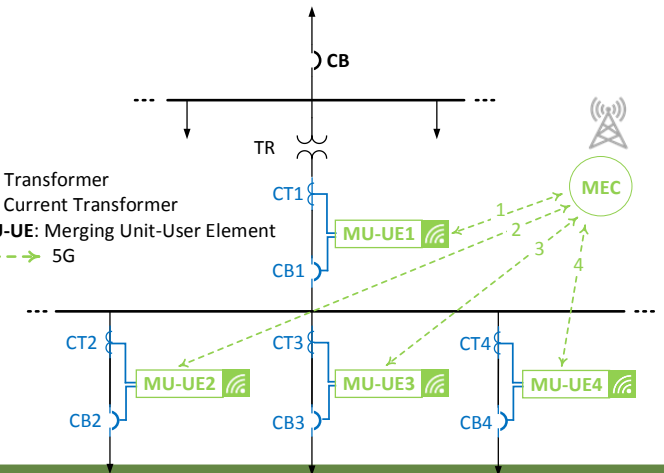 CB
TR
Transformer
Current Transformer
-UE: Merging Unit-User Element
5G
CT1
MU-UE1
CB1
MEC
1
2
3
4
CT2
MU-UE2
CB2
CT3
MU-UE3
CB3
CT4
MU-UE4
CB4